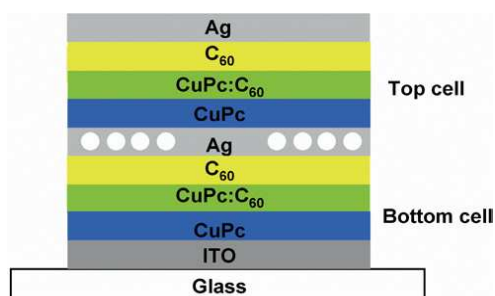 Ag
C₆₀
CuPc:C₆₀
Top cell
CuPc
Ag
C₆₀
CuPc:C₆₀
Bottom cell
CuPc
ITO
Glass